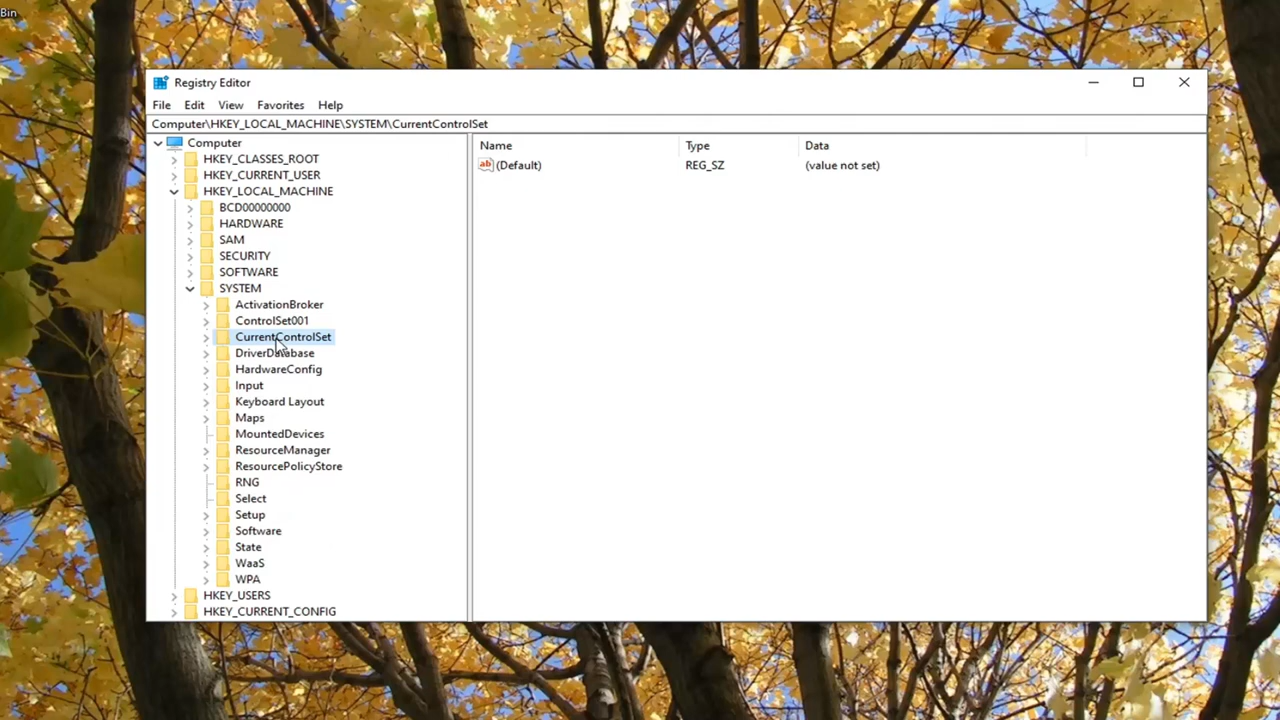 Bin
Registry Editor
File Edit View Favorites Help
Computer\HKEY_LOCAL_MACHINE\SYSTEM\CurrentControlSet
Computer
HKEY_CLASSES_ROOT
HKEY_CURRENT_USER
HKEY_LOCAL_MACHINE
BCD00000000
HARDWARE
SAM
SECURITY
SOFTWARE
SYSTEM
ActivationBroker
ControlSet001
CurrentControlSet
DriverDatabase
HardwareConfig
Input
Keyboard Layout
Maps
MountedDevices
ResourceManager
ResourcePolicyStore
RNG
Select
Setup
Software
State
WaaS
WPA
HKEY_USERS
HKEY_CURRENT_CONFIG
Name Type Data
ab (Default) REG_SZ (value not set)